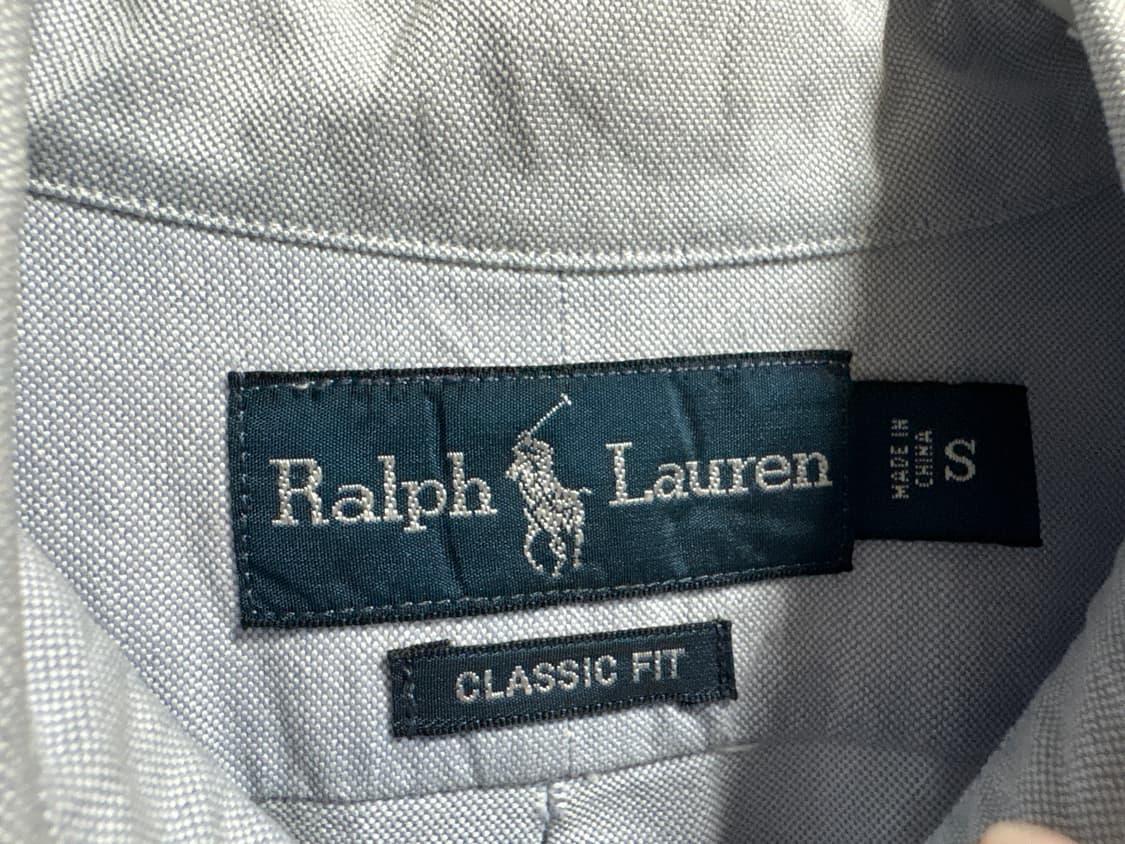 Ralph Lauren
MADE IN
CHINA
S
CLASSIC FIT